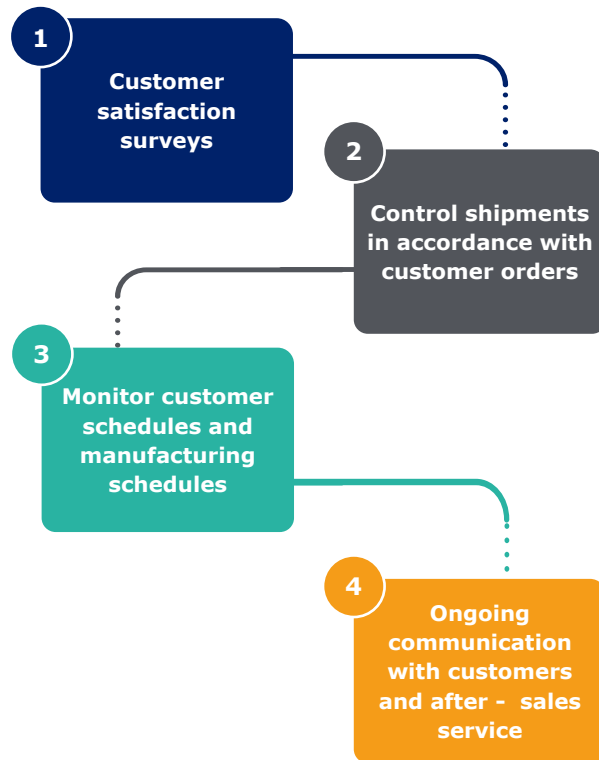 1
Customer
satisfaction
surveys
2
Control shipments
in accordance with
customer orders
3
Monitor customer
schedules and
manufacturing
schedules
4
Ongoing
communication
with customers
and after -  sales
service